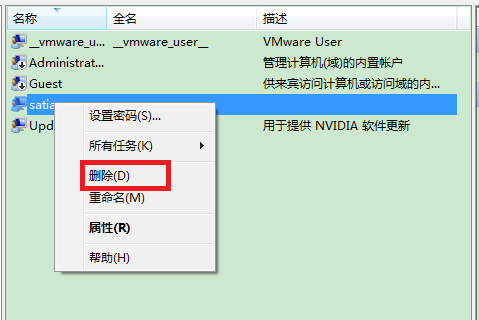 名称 全名 描述
__vmware_u... __vmware_user__ VMware User
Administrat... 管理计算机(域)的内置帐户
Guest 供来宾访问计算机或访问域的内...
Upd 用于提供 NVIDIA 软件更新
设置密码(S)...
所有任务(K)
删除(D)
重命名(M)
属性(R)
帮助(H)